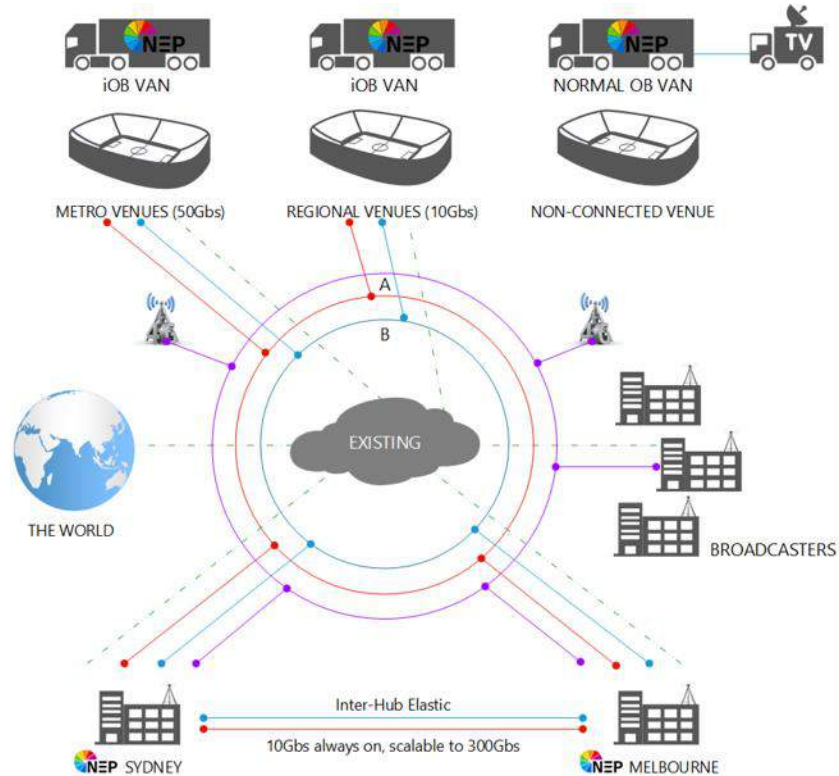 NEP
NEP
NEP
TV
iOB VAN
iOB VAN
NORMAL OB VAN
METRO VENUES (50Gbs)
REGIONAL VENUES (10Gbs)
NON-CONNECTED VENUE
A
B
EXISTING
THE WORLD
BROADCASTERS
Inter-Hub Elastic
10Gbs always on, scalable to 300Gbs
NEP SYDNEY
NEP MELBOURNE